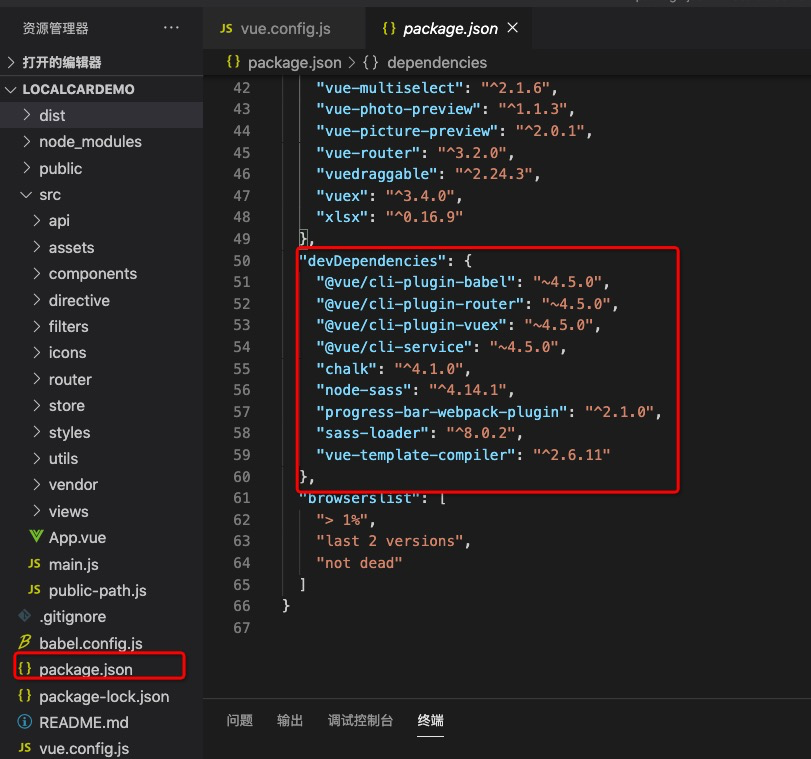 资源管理器 ···
打开的编辑器
LOCALCARDEMO
dist
node_modules
public
src
api
assets
components
directive
filters
icons
router
store
styles
utils
vendor
views
App.vue
JS main.js
JS public-path.js
.gitignore
babel.config.js
{} package.json
{} package-lock.json
README.md
JS vue.config.js
JS vue.config.js
{} package.json ×
{} package.json > {} dependencies
42 "vue-multiselect": "^2.1.6",
43 "vue-photo-preview": "^1.1.3",
44 "vue-picture-preview": "^2.0.1",
45 "vue-router": "^3.2.0",
46 "vuedraggable": "^2.24.3",
47 "vuex": "^3.4.0",
48 "xlsx": "^0.16.9"
49 },
50 "devDependencies": {
51 "@vue/cli-plugin-babel": "~4.5.0",
52 "@vue/cli-plugin-router": "~4.5.0",
53 "@vue/cli-plugin-vuex": "~4.5.0",
54 "@vue/cli-service": "~4.5.0",
55 "chalk": "^4.1.0",
56 "node-sass": "^4.14.1",
57 "progress-bar-webpack-plugin": "^2.1.0",
58 "sass-loader": "^8.0.2",
59 "vue-template-compiler": "^2.6.11"
60 },
61 "browserslist": [
62 "> 1%",
63 "last 2 versions",
64 "not dead"
65 ]
66 }
67
问题 输出 调试控制台 终端